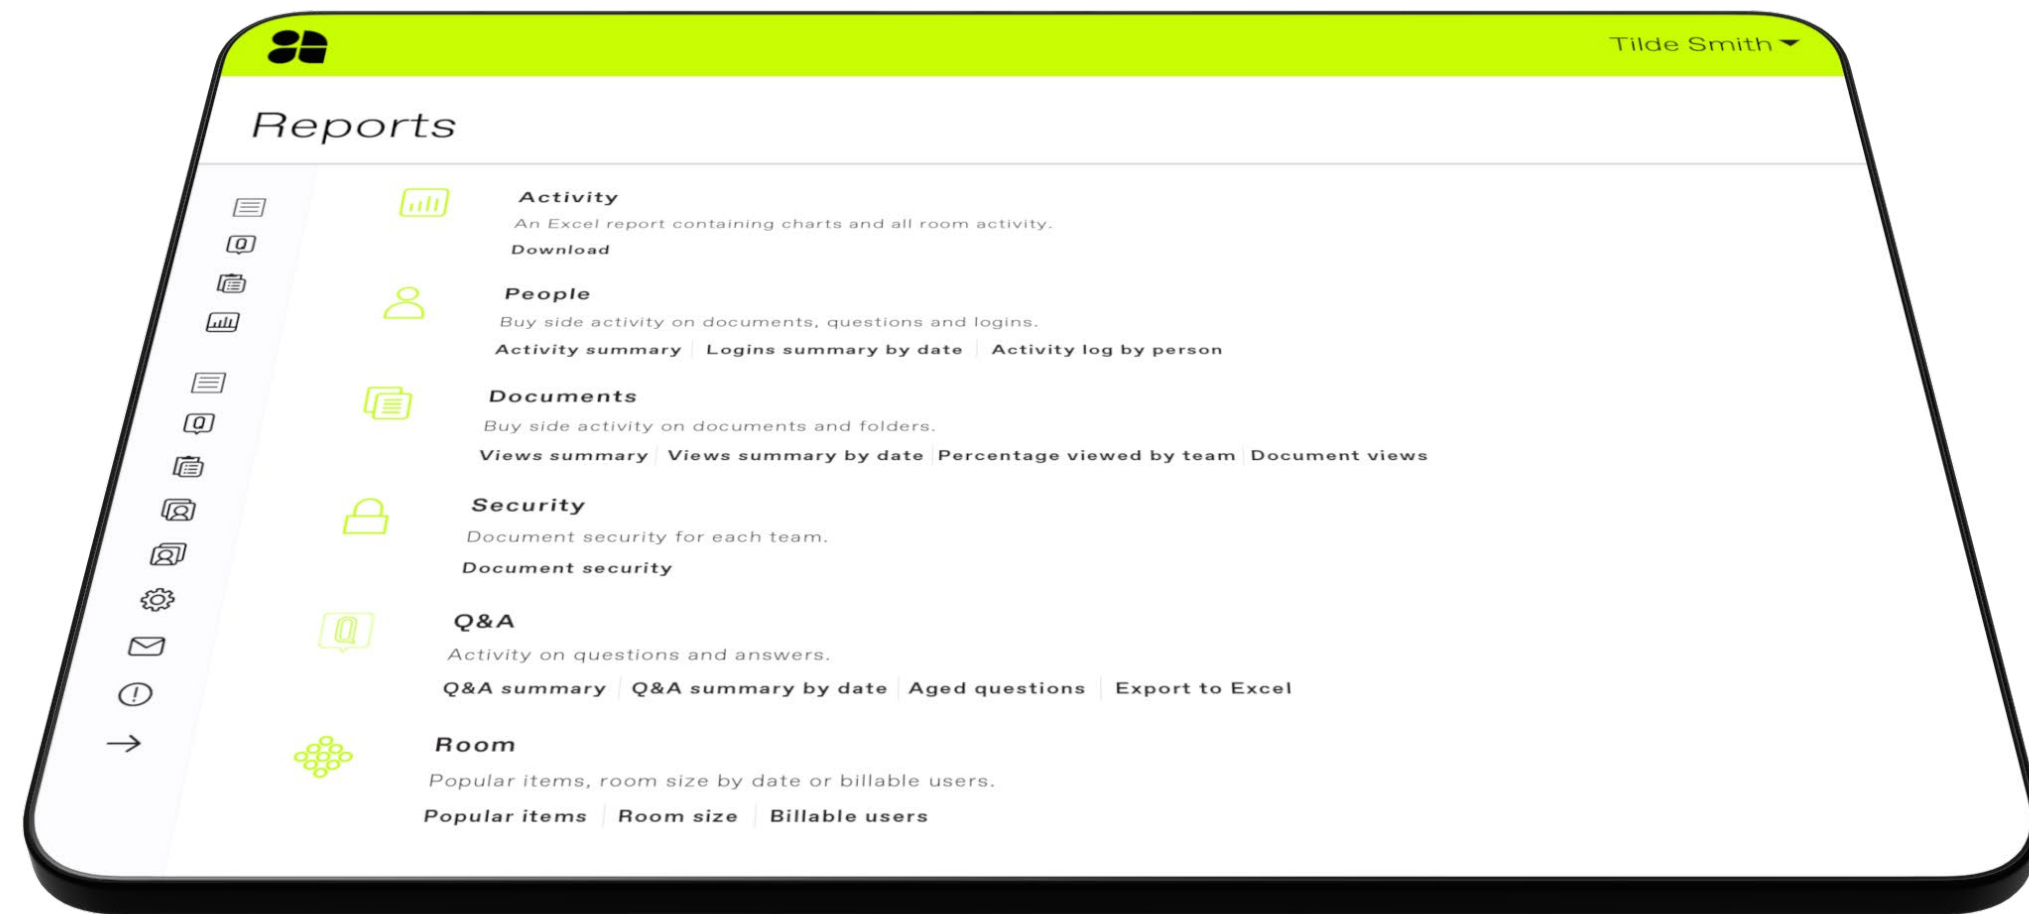 Tilde Smith
Reports
Activity
An Excel report containing charts and all room activity.
Download
People
Buy side activity on documents, questions and logins.
Activity summary Logins summary by date Activity log by person
Documents
Buy side activity on documents and folders.
Views summary Views summary by date Percentage viewed by team Document views
Security
Document security for each team.
Document security
Q&A
Activity on questions and answers.
Q&A summary Q&A summary by date Aged questions Export to Excel
Room
Popular items, room size by date or billable users.
Popular items Room size Billable users